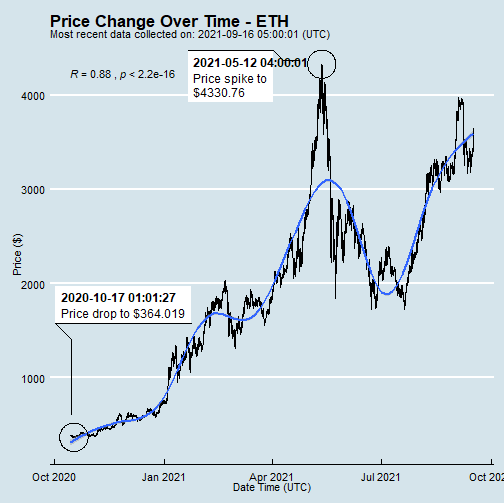 Price Change Over Time - ETH
Most recent data collected on: 2021-09-16 05:00:01 (UTC)
R = 0.88 , p < 2.2e-16
2021-05-12 04:00:01
Price spike to
$4330.76
4000
3000
Price ($)
2000
2020-10-17 01:01:27
Price drop to $364.019
1000
Oct 2020 Jan 2021 Apr 2021 Jul 2021 Oct 202
Date Time (UTC)